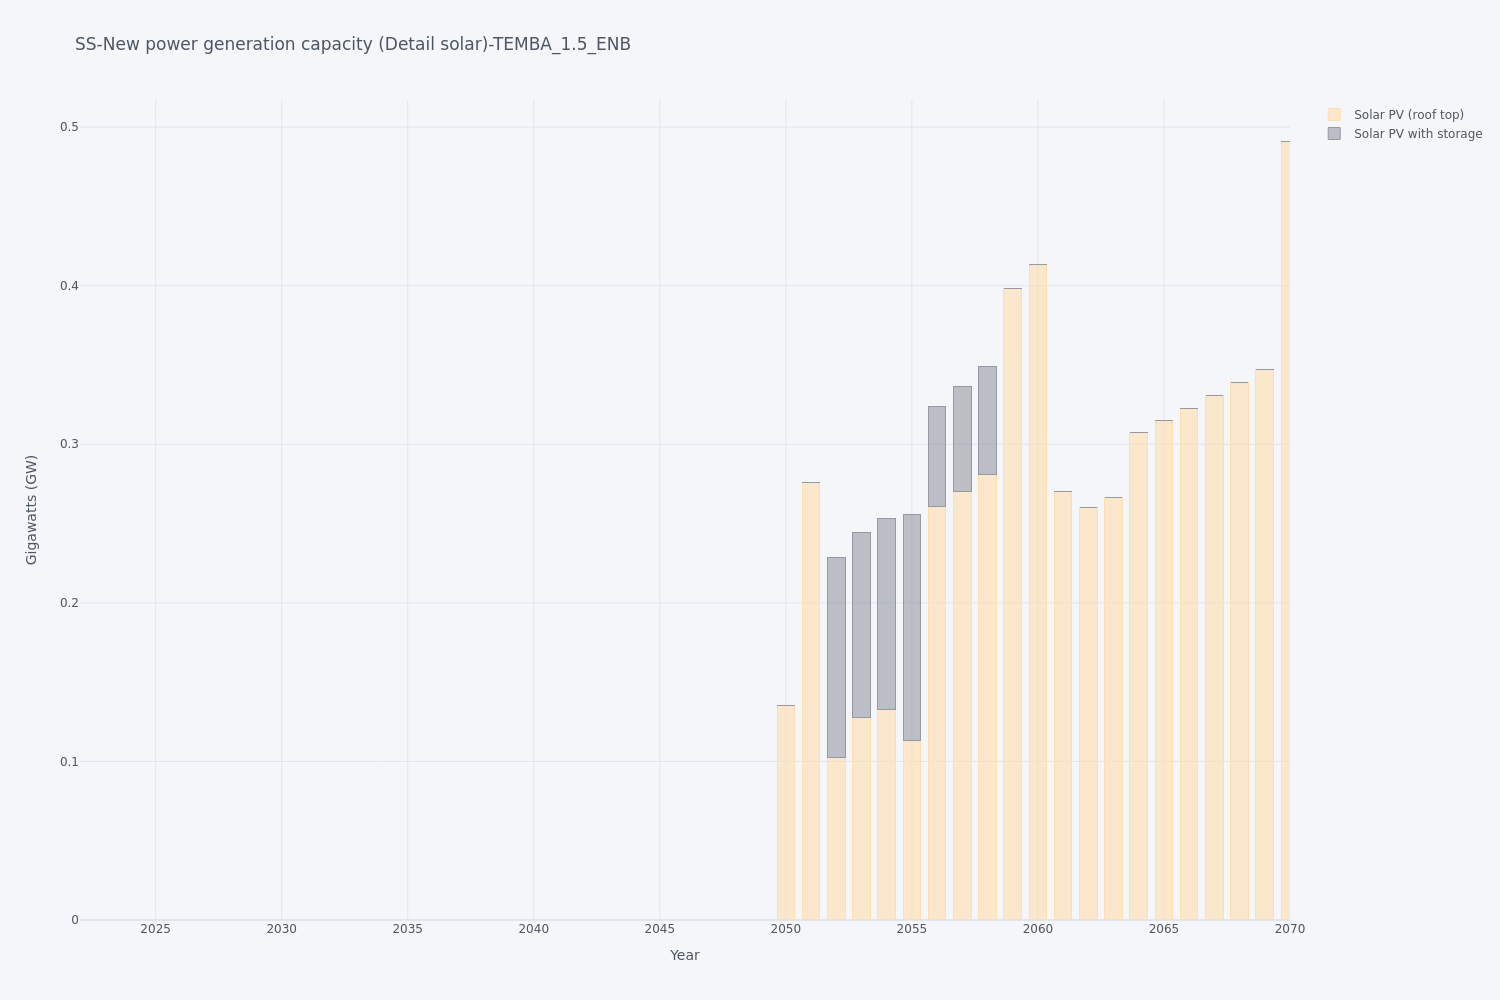 SS-New power generation capacity (Detail solar)-TEMBA_1.5_ENB
Solar PV (roof top)
Solar PV with storage
Gigawatts (GW)
0.5
0.4
0.3
0.2
0.1
0
2025 2030 2035 2040 2045 2050 2055 2060 2065 2070
Year